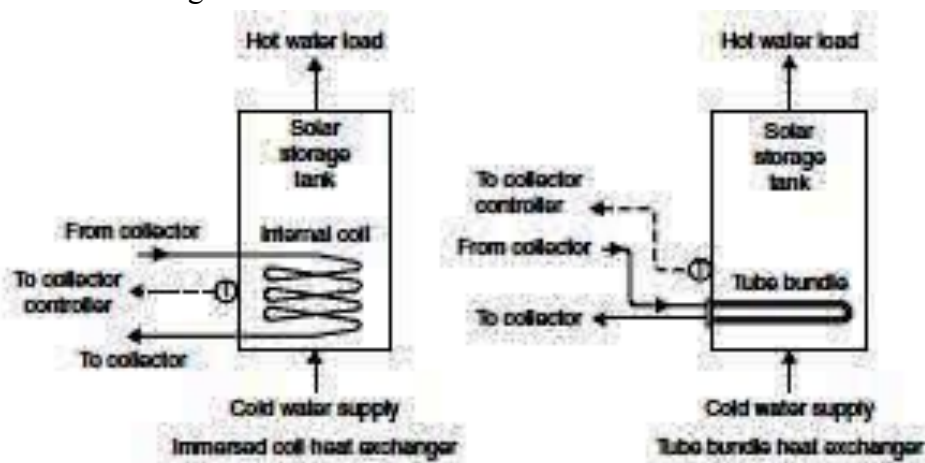 Hot water load
Solar
storage
tank
From collector
Internal coil
To collector
controller
T
To collector
Cold water supply
Immersed coil heat exchanger
Hot water load
Solar
storage
tank
To collector
controller
From collector
T
Tube bundle
To collector
Cold water supply
Tube bundle heat exchanger